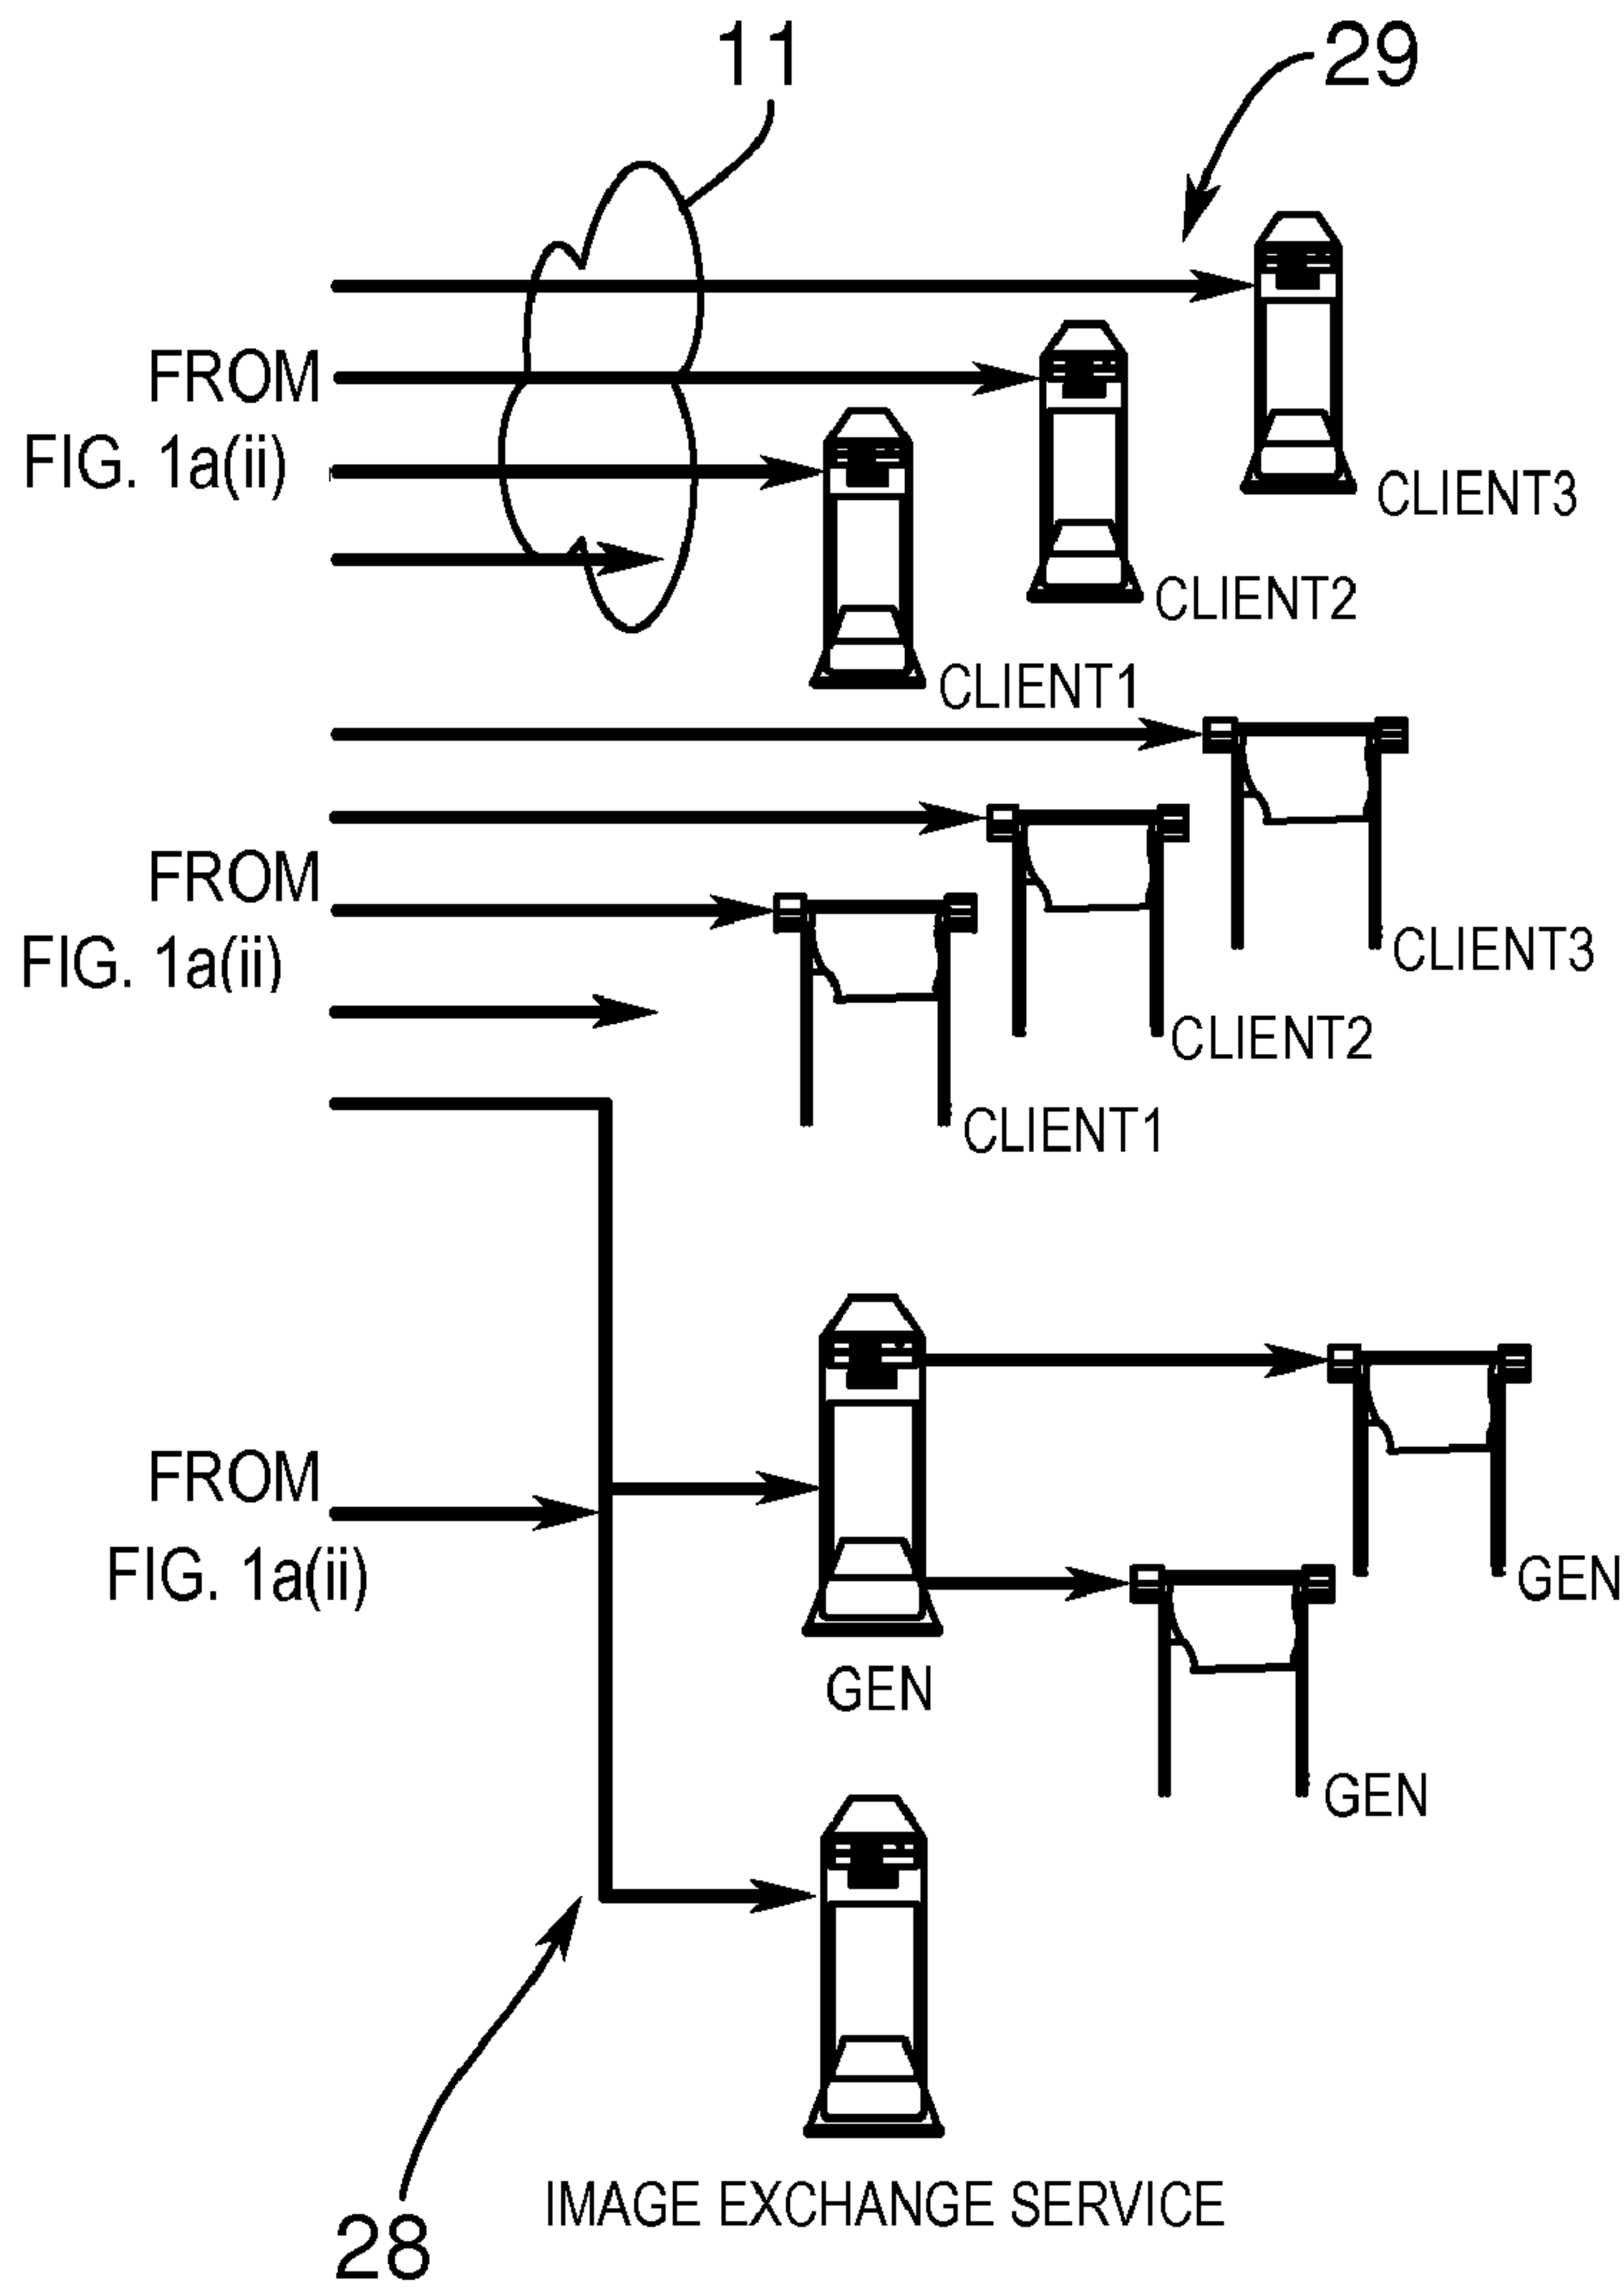 11
29
FROM
FIG. 1a(ii)
CLIENT3
CLIENT2
CLIENT1
FROM
FIG. 1a(ii)
CLIENT3
CLIENT2
CLIENT1
FROM
FIG. 1a(ii)
GEN
GEN
GEN
IMAGE EXCHANGE SERVICE
28